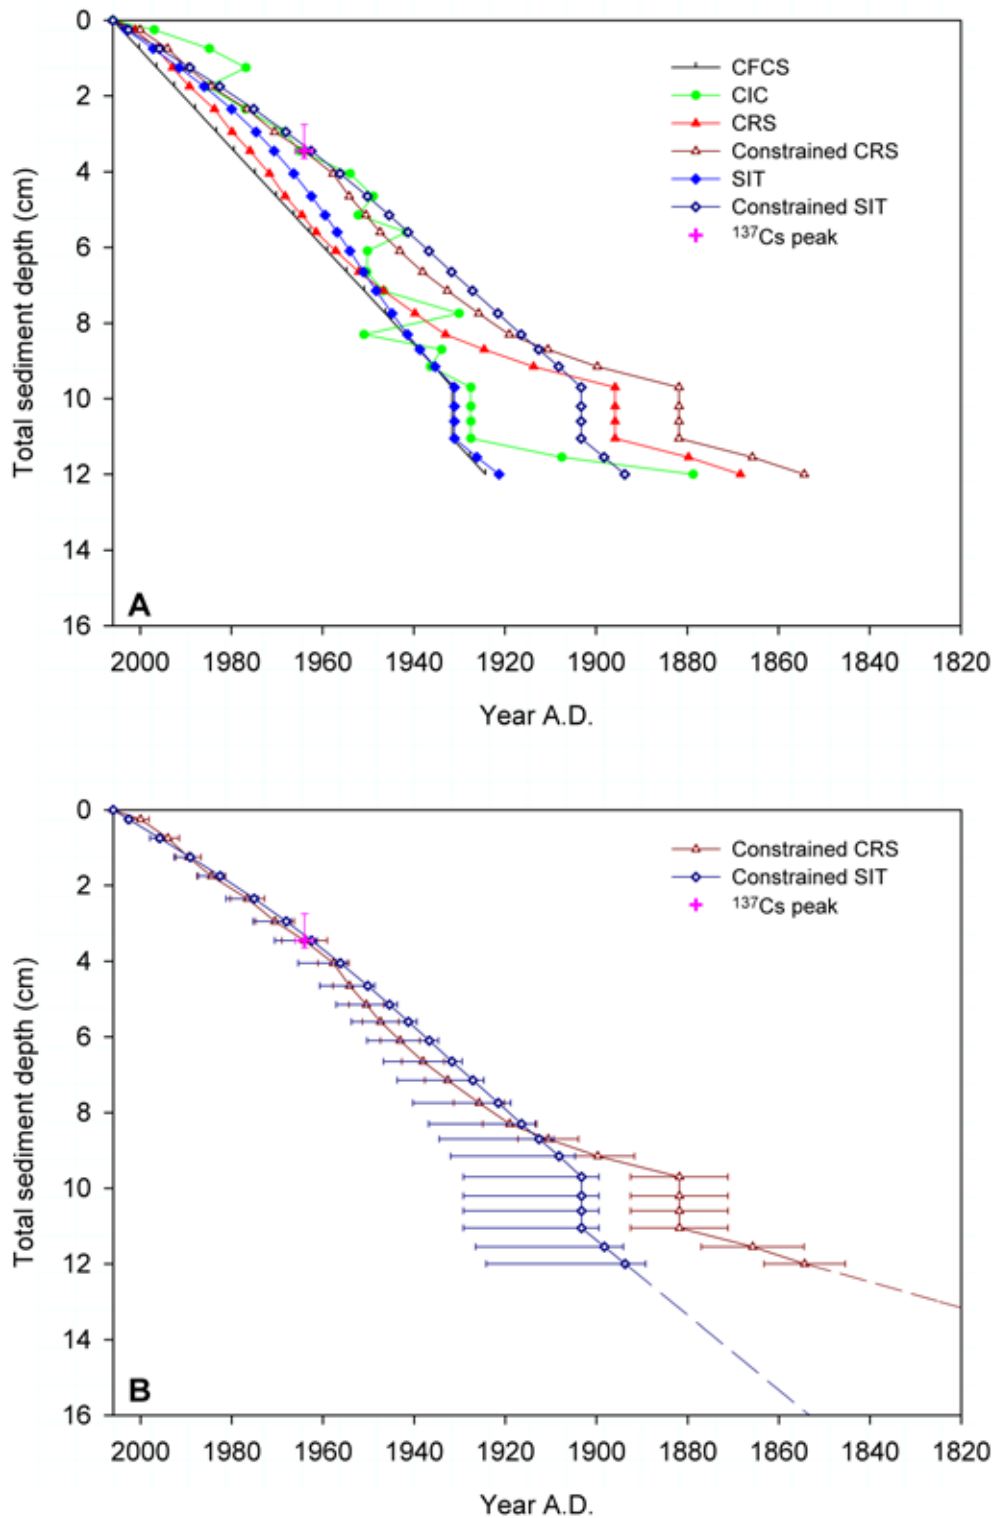 0
2
4
6
8
10
12
14
16
Total sediment depth (cm)
CFCS
CIC
CRS
Constrained CRS
SIT
Constrained SIT
¹³⁷Cs peak
A
2000 1980 1960 1940 1920 1900 1880 1860 1840 1820
Year A.D.
0
2
4
6
8
10
12
14
16
Total sediment depth (cm)
Constrained CRS
Constrained SIT
¹³⁷Cs peak
B
2000 1980 1960 1940 1920 1900 1880 1860 1840 1820
Year A.D.